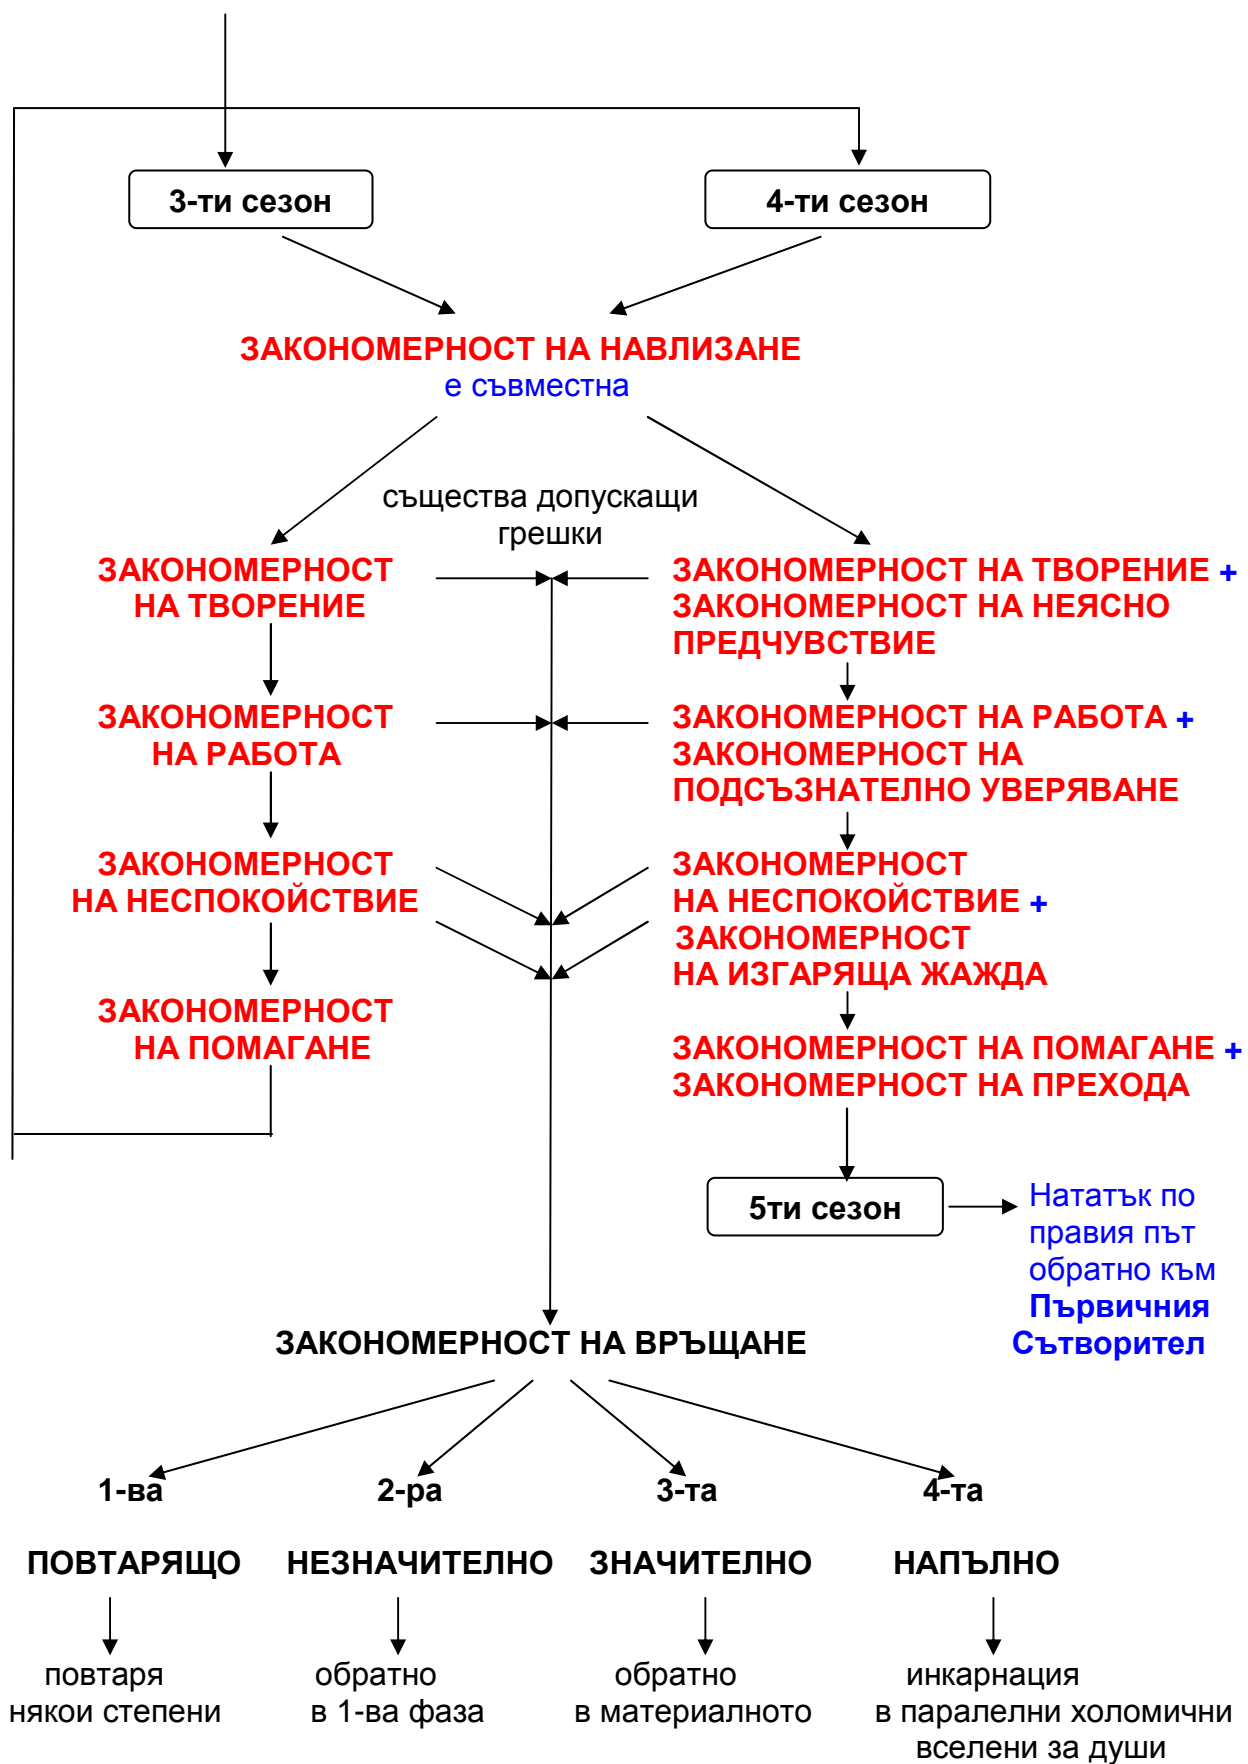 3-ти сезон
4-ти сезон
ЗАКОНОМЕРНОСТ НА НАВЛИЗАНЕ
е съвместна
същества допускащи
грешки
ЗАКОНОМЕРНОСТ
НА ТВОРЕНИЕ
ЗАКОНОМЕРНОСТ НА ТВОРЕНИЕ +
ЗАКОНОМЕРНОСТ НА НЕЯСНО
ПРЕДЧУВСТВИЕ
ЗАКОНОМЕРНОСТ
НА РАБОТА
ЗАКОНОМЕРНОСТ НА РАБОТА +
ЗАКОНОМЕРНОСТ НА
ПОДСЪЗНАТЕЛНО УВЕРЯВАНЕ
ЗАКОНОМЕРНОСТ
НА НЕСПОКОЙСТВИЕ
ЗАКОНОМЕРНОСТ
НА НЕСПОКОЙСТВИЕ +
ЗАКОНОМЕРНОСТ
НА ИЗГАРЯЩА ЖАЖДА
ЗАКОНОМЕРНОСТ
НА ПОМАГАНЕ
ЗАКОНОМЕРНОСТ НА ПОМАГАНЕ +
ЗАКОНОМЕРНОСТ НА ПРЕХОДА
5ти сезон
Нататък по
правия път
обратно към
Първичния
Сътворител
ЗАКОНОМЕРНОСТ НА ВРЪЩАНЕ
1-ва
2-ра
3-та
4-та
ПОВТАРЯЩО
НЕЗНАЧИТЕЛНО
ЗНАЧИТЕЛНО
НАПЪЛНО
повтаря
някои степени
обратно
в 1-ва фаза
обратно
в материалното
инкарнация
в паралелни холомични
вселени за души